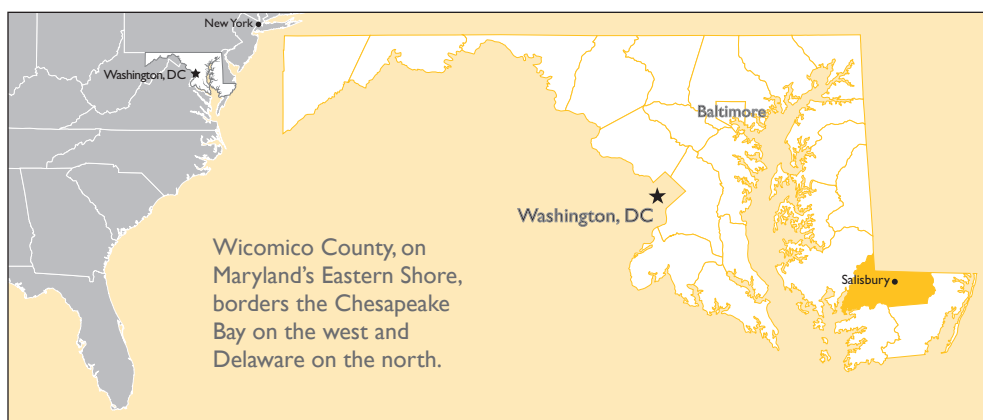 New York
Washington, DC
Baltimore
Washington, DC
Wicomico County, on
Maryland's Eastern Shore,
borders the Chesapeake
Bay on the west and
Delaware on the north.
Salisbury